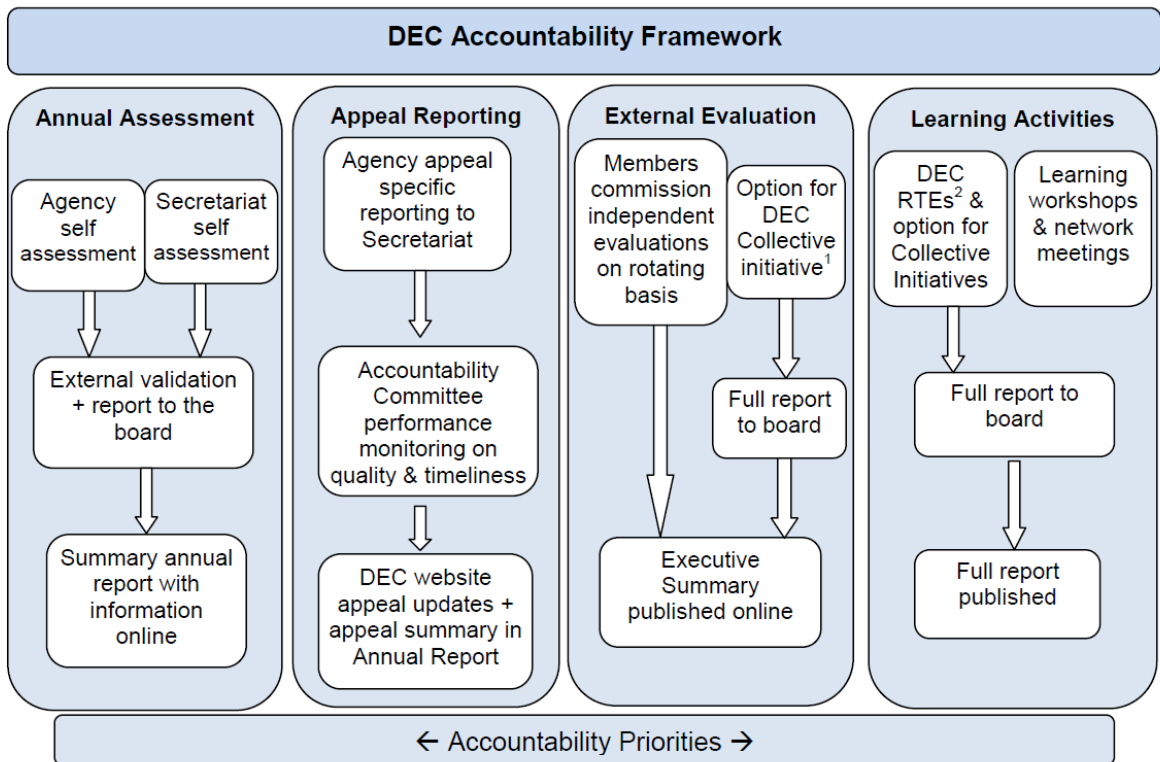 DEC Accountability Framework
Annual Assessment
Agency
self
assessment
Secretariat
self
assessment
External validation
+ report to the
board
Summary annual
report with
information
online
Appeal Reporting
Agency appeal
specific
reporting to
Secretariat
Accountability
Committee
performance
monitoring on
quality & timeliness
DEC website
appeal updates +
appeal summary in
Annual Report
External Evaluation
Members
commission
independent
evaluations
on rotating
basis
Option for
DEC
Collective
initiative¹
Full report
to board
Executive
Summary
published online
Learning Activities
DEC
RTEs² &
option for
Collective
Initiatives
Learning
workshops
& network
meetings
Full report to
board
Full report
published
← Accountability Priorities →